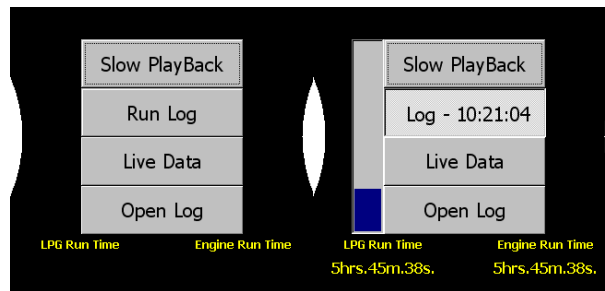 Slow PlayBack
Run Log
Live Data
Open Log
LPG Run Time Engine Run Time
Slow PlayBack
Log - 10:21:04
Live Data
Open Log
LPG Run Time Engine Run Time
5hrs.45m.38s. 5hrs.45m.38s.